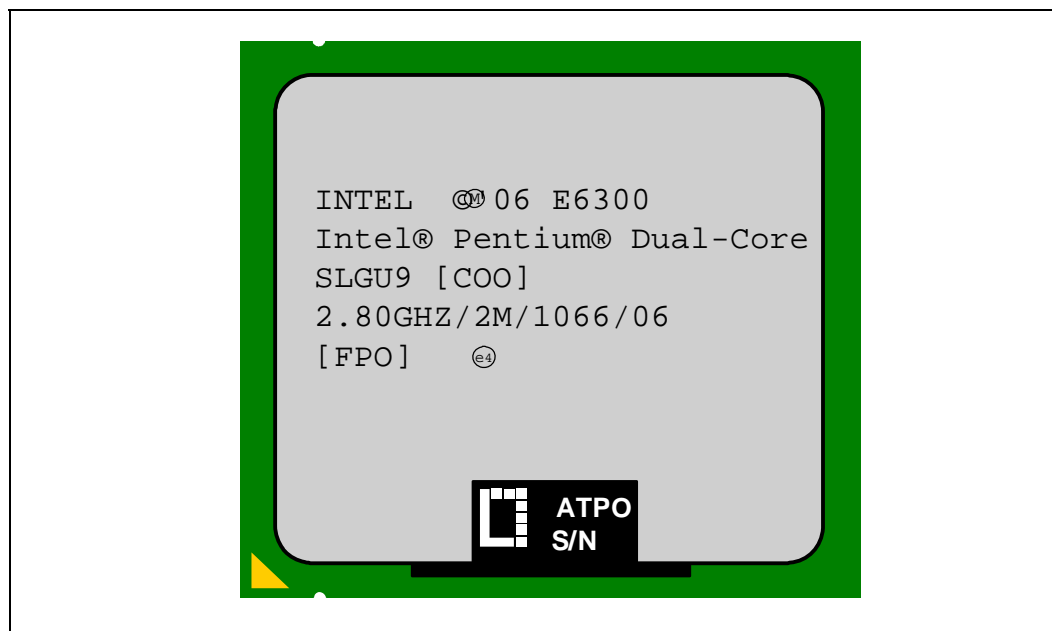 INTEL ©Ⓜ'06 E6300
Intel® Pentium® Dual-Core
SLGU9 [COO]
2.80GHZ/2M/1066/06
[FPO] e4
ATPO
S/N